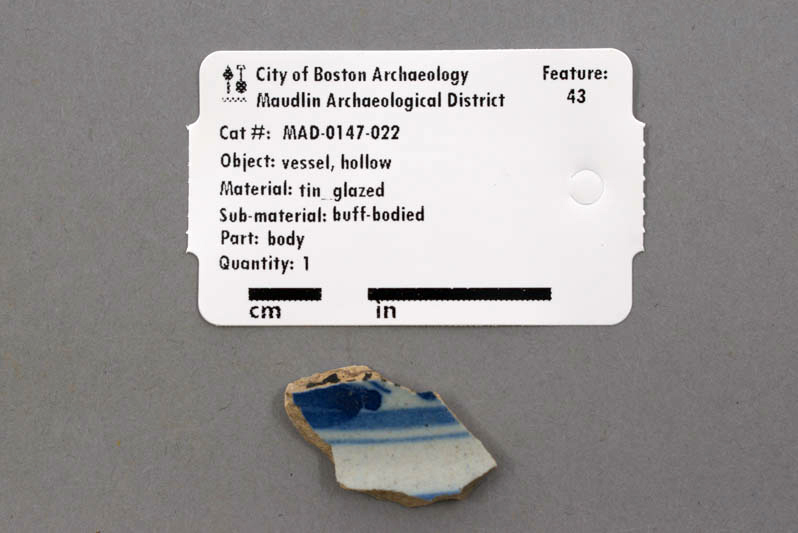 City of Boston Archaeology
Maudlin Archaeological District
Feature:
43
Cat #: MAD-0147-022
Object: vessel, hollow
Material: tin_glazed
Sub-material: buff-bodied
Part: body
Quantity: 1
cm in